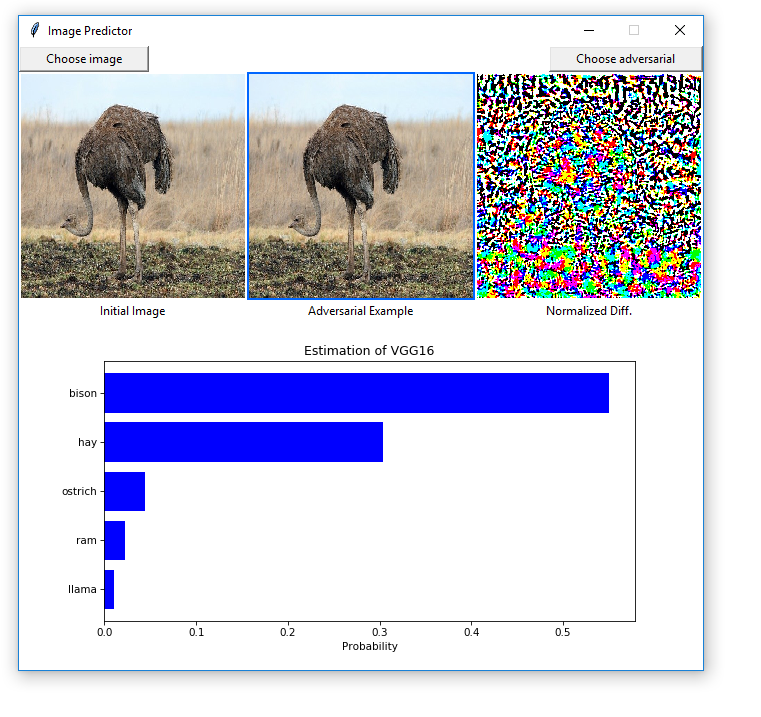 Image Predictor
Choose image
Choose adversarial
Initial Image
Adversarial Example
Normalized Diff.
Estimation of VGG16
bison
hay
ostrich
ram
llama
0.0 0.1 0.2 0.3 0.4 0.5
Probability